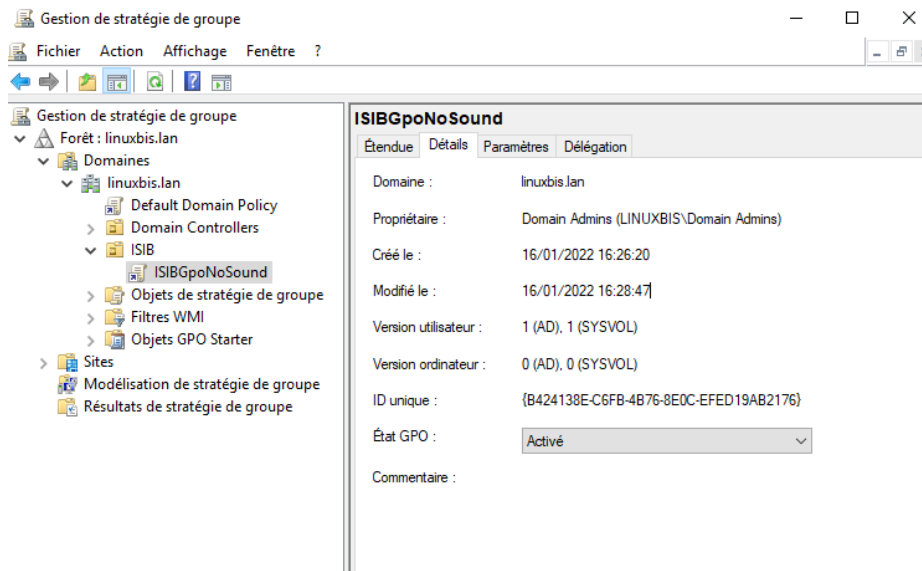 Gestion de stratégie de groupe
Fichier Action Affichage Fenêtre ?
Gestion de stratégie de groupe
Forêt : linuxbis.lan
Domaines
linuxbis.lan
Default Domain Policy
Domain Controllers
ISIB
ISIBGpoNoSound
Objets de stratégie de groupe
Filtres WMI
Objets GPO Starter
Sites
Modélisation de stratégie de groupe
Résultats de stratégie de groupe
ISIBGpoNoSound
Étendue Détails Paramètres Délégation
Domaine : linuxbis.lan
Propriétaire : Domain Admins (LINUXBIS\Domain Admins)
Créé le : 16/01/2022 16:26:20
Modifié le : 16/01/2022 16:28:47
Version utilisateur : 1 (AD), 1 (SYSVOL)
Version ordinateur : 0 (AD), 0 (SYSVOL)
ID unique : {B424138E-C6FB-4B76-8E0C-EFED19AB2176}
État GPO : Activé
Commentaire :